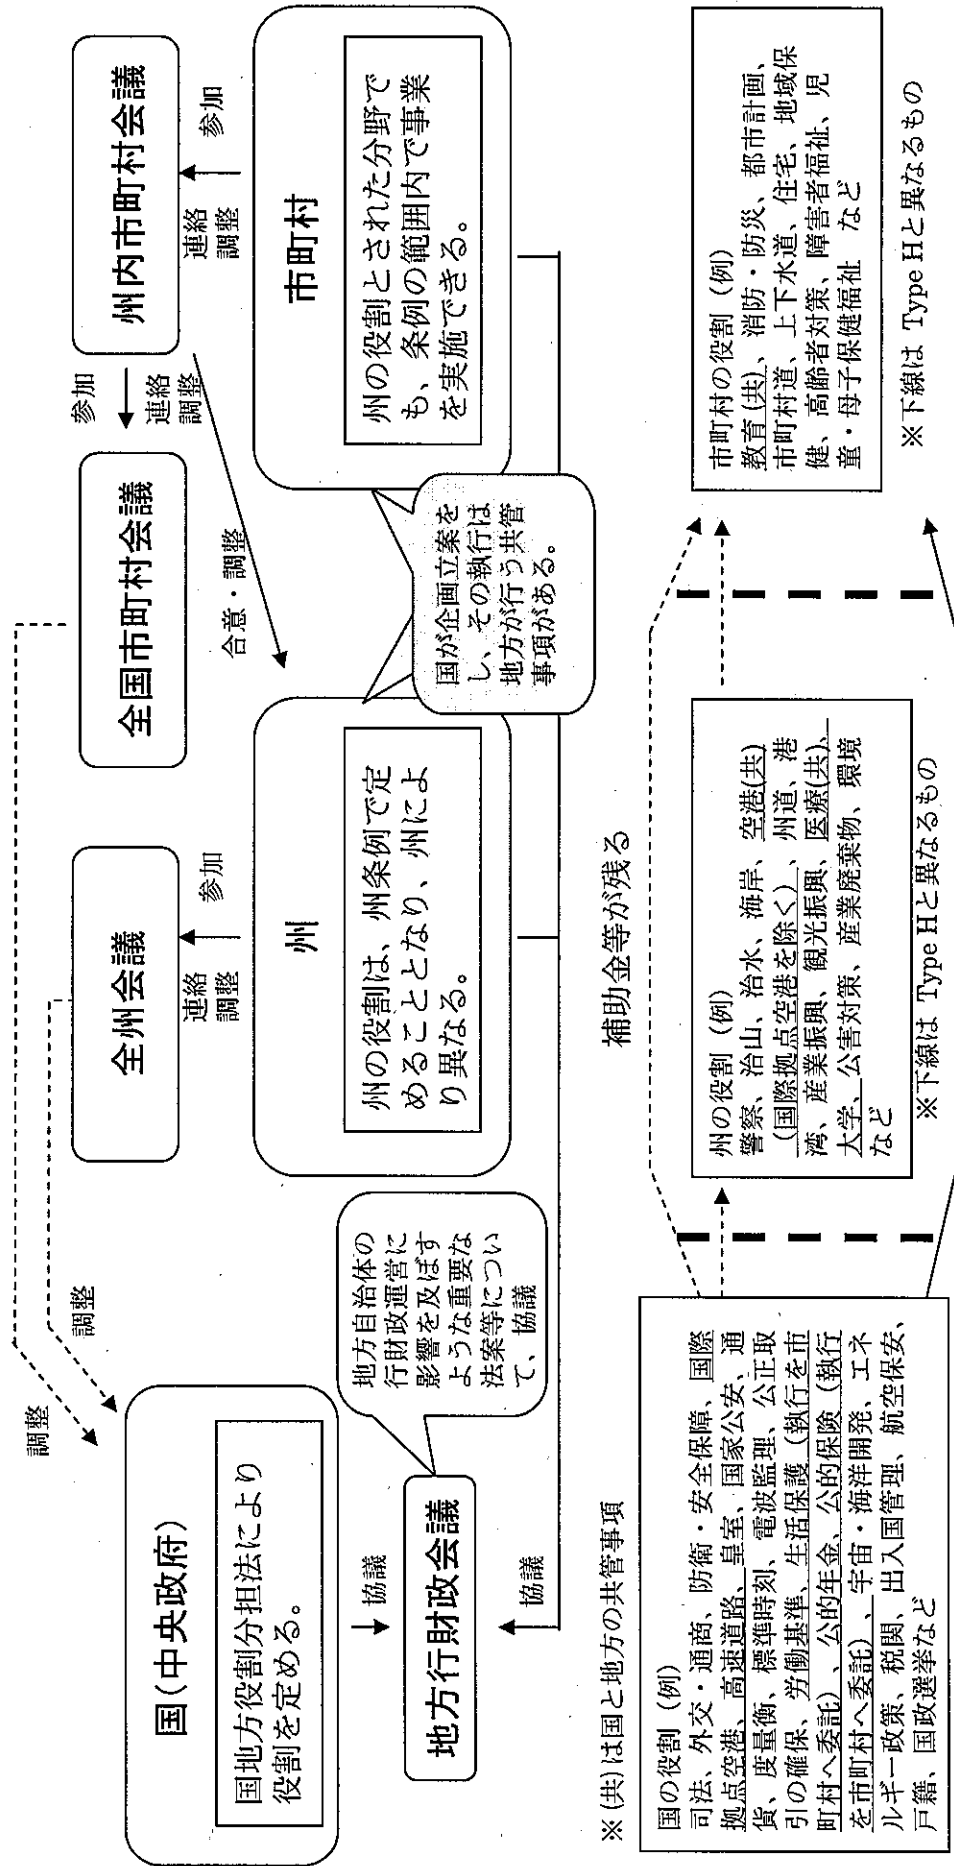 調整
調整
国(中央政府)
国地方役割分担法により
役割を定める。
全州会議
全国市町村会議
州内市町村会議
参加
連絡
調整
連絡
調整
参加
合意・調整
連絡
調整
参加
州
州の役割は、州条例で定
めることとなり、州によ
り異なる。
市町村
州の役割とされた分野で
も、条例の範囲内で事業
を実施できる。
国が企画立案を
し、その執行は
地方が行う共管
事項がある。
協議
地方行財政会議
協議
地方自治体の
行財政運営に
影響を及ぼす
ような重要な
法案等につい
て、協議
※(共)は国と地方の共管事項
補助金等が残る
国の役割(例)
司法、外交・通商、防衛・安全保障、国際
拠点空港、高速道路、皇室、国家公安、通
貨、度量衡、標準時刻、電波監理、公正取
引の確保、労働基準、生活保護(執行を市
町村へ委託)、公的年金、公的保険(執行
を市町村へ委託)、宇宙・海洋開発、エネ
ルギー政策、税関、出入国管理、航空保安、
戸籍、国政選挙など
州の役割(例)
警察、治山、治水、海岸、空港(共)
(国際拠点空港を除く)、州道、港
湾、産業振興、観光振興、医療(共)、
大学、公害対策、産業廃棄物、環境
など
※下線は Type H と異なるもの
市町村の役割(例)
教育(共)、消防・防災、都市計画、
市町村道、上下水道、住宅、地域保
健、高齢者対策、障害者福祉、児
童・母子保健福祉 など
※下線は Type H と異なるもの